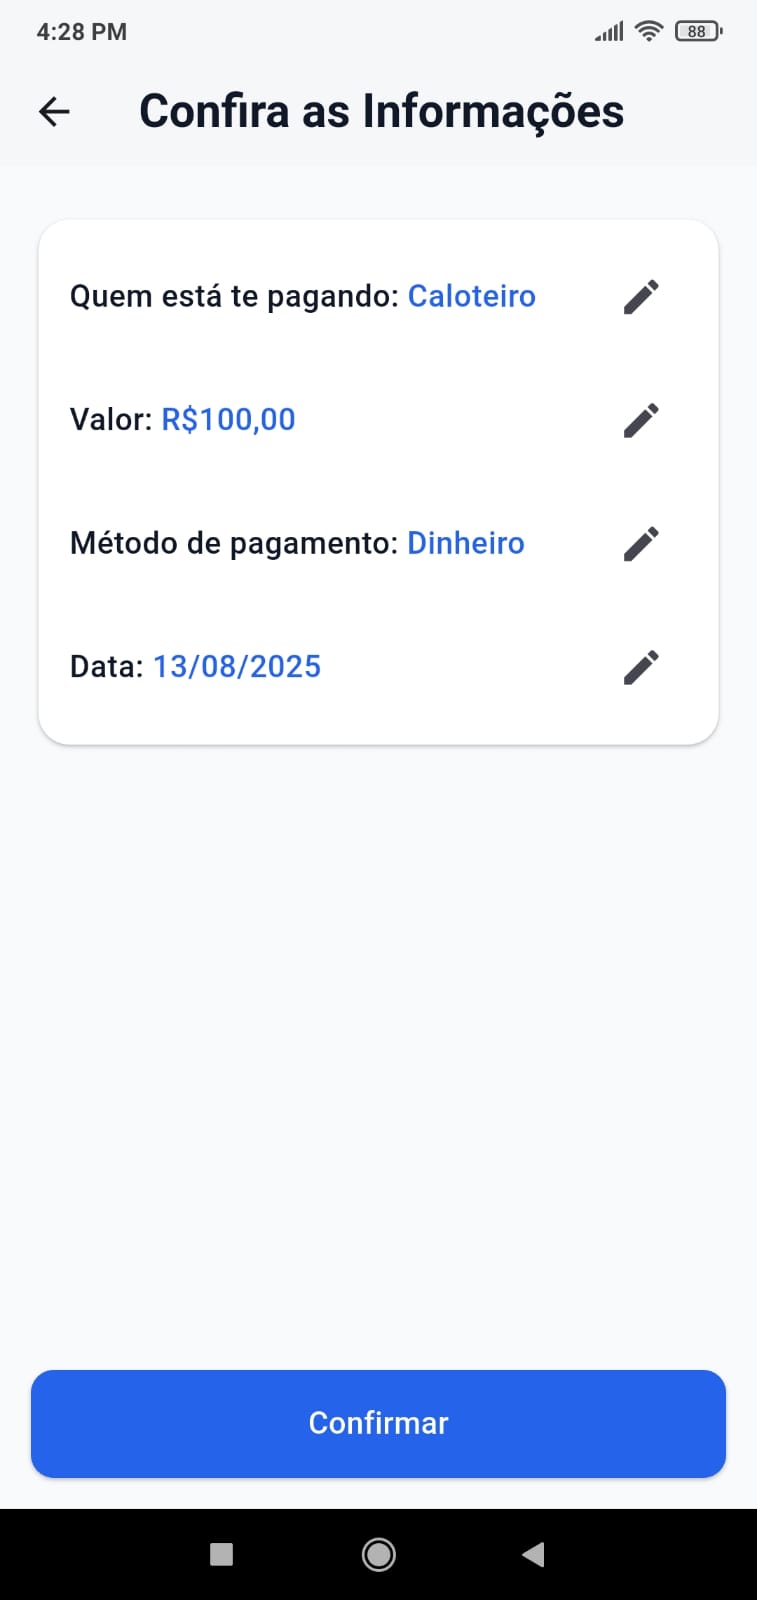 4:28 PM
88
Confira as Informações
Quem está te pagando: Caloteiro
Valor: R$100,00
Método de pagamento: Dinheiro
Data: 13/08/2025
Confirmar